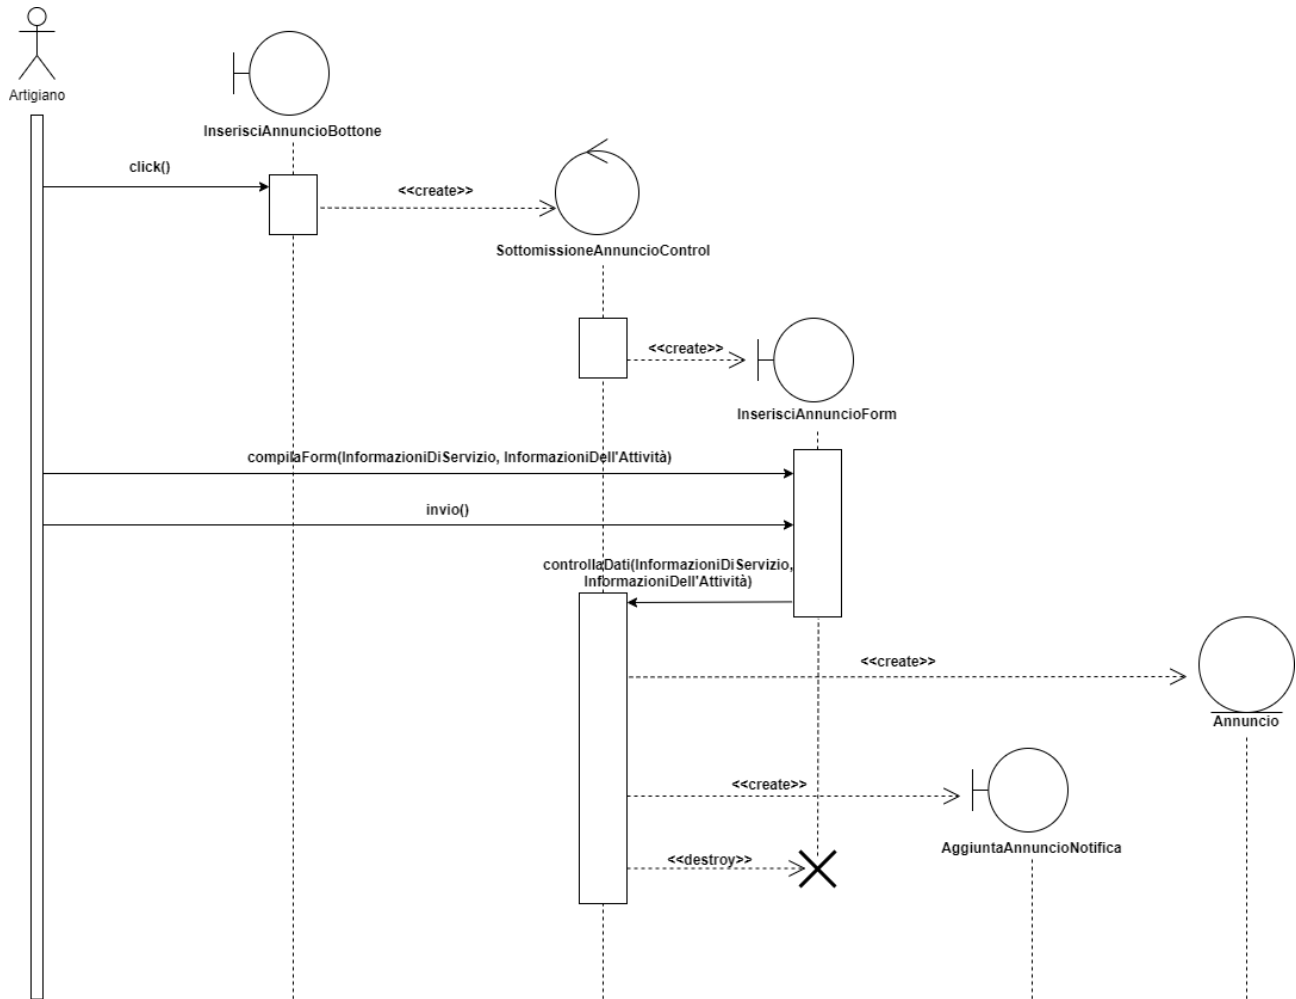 Artigiano
InserisciAnnuncioBottone
click()
<<create>>
SottomissioneAnnuncioControl
<<create>>
InserisciAnnuncioForm
compilaForm(InformazioniDiServizio, InformazioniDell'Attività)
invio()
controllaDati(InformazioniDiServizio,
InformazioniDell'Attività)
<<create>>
Annuncio
<<create>>
AggiuntaAnnuncioNotifica
<<destroy>>